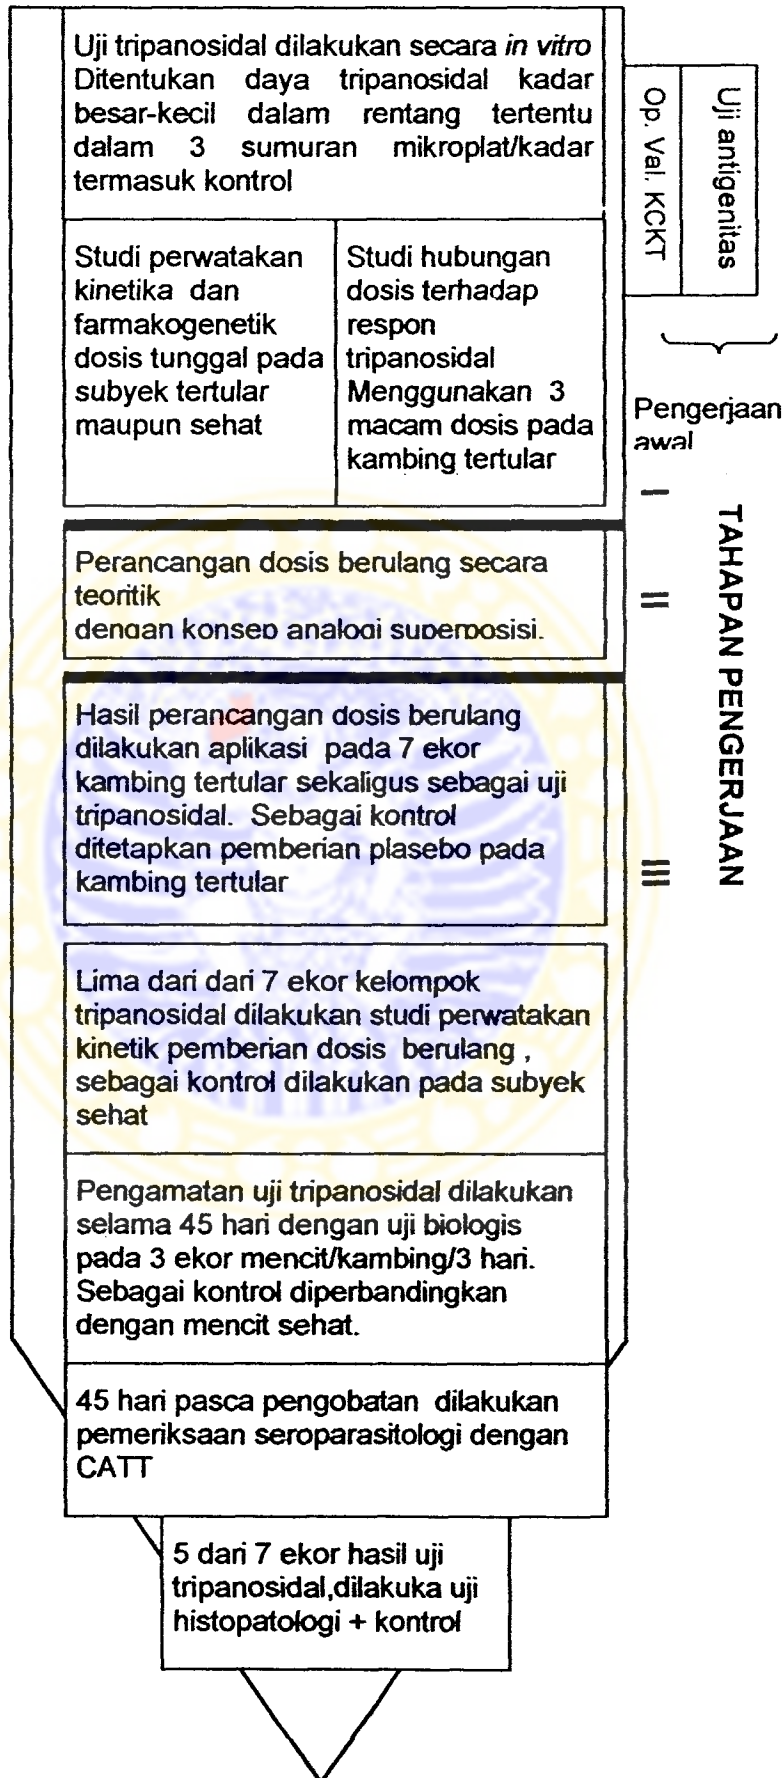 Uji tripanosidal dilakukan secara in vitro
Ditentukan daya tripanosidal kadar
besar-kecil dalam rentang tertentu
dalam 3 sumuran mikroplat/kadar
termasuk kontrol
Uji antigenitas
Op. Val. KCKT
Studi perwatakan
kinetika dan
farmakogenetik
dosis tunggal pada
subyek tertular
maupun sehat
Studi hubungan
dosis terhadap
respon
tripanosidal
Menggunakan 3
macam dosis pada
kambing tertular
Pengerjaan
awal
I
TAHAPAN PENGERJAAN
Perancangan dosis berulang secara
teoritik
dengan konsep analogi superposisi.
II
Hasil perancangan dosis berulang
dilakukan aplikasi pada 7 ekor
kambing tertular sekaligus sebagai uji
tripanosidal. Sebagai kontrol
ditetapkan pemberian plasebo pada
kambing tertular
III
Lima dari dari 7 ekor kelompok
tripanosidal dilakukan studi perwatakan
kinetik pemberian dosis berulang ,
sebagai kontrol dilakukan pada subyek
sehat
Pengamatan uji tripanosidal dilakukan
selama 45 hari dengan uji biologis
pada 3 ekor mencit/kambing/3 hari.
Sebagai kontrol diperbandingkan
dengan mencit sehat.
45 hari pasca pengobatan dilakukan
pemeriksaan seroparasitologi dengan
CATT
5 dari 7 ekor hasil uji
tripanosidal,dilakuka uji
histopatologi + kontrol